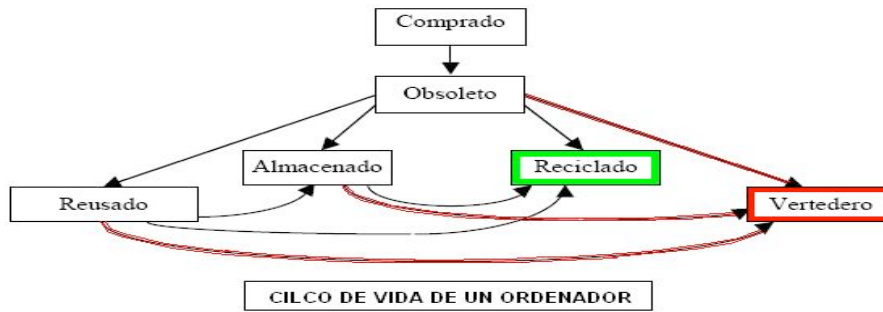 Comprado
Obsoleto
Almacenado
Reciclado
Reusado
Vertedero
CILCO DE VIDA DE UN ORDENADOR